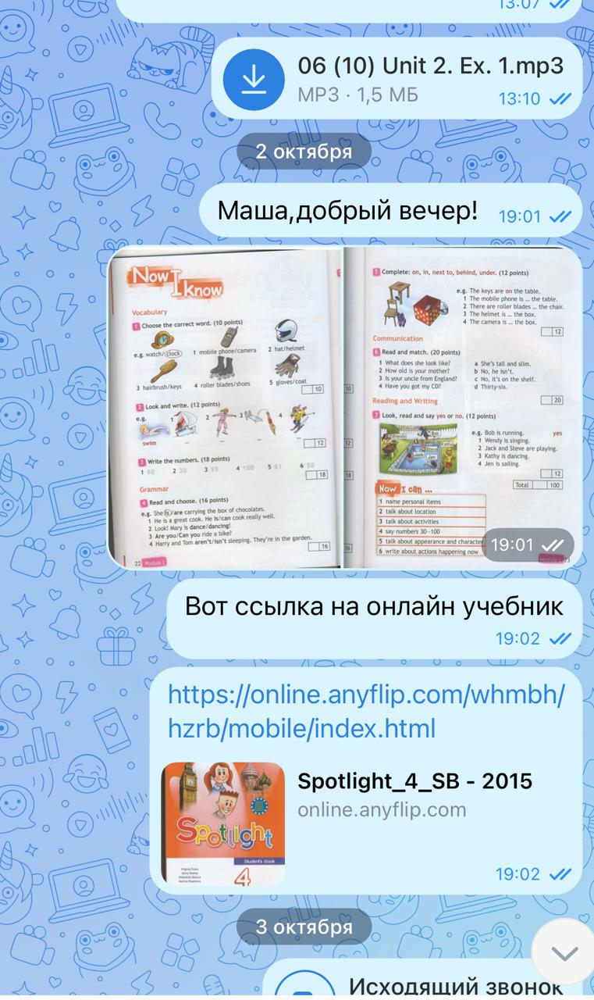 13:07
06 (10) Unit 2. Ex. 1.mp3
MP3 · 1,5 МБ
13:10
2 октября
Маша,добрый вечер!
19:01
Now I know
Vocabulary
1 Choose the correct word. (10 points)
e.g. watch/clock
1 mobile phone/camera
2 hat/helmet
3 hairbrush/keys
4 roller blades/shoes
5 gloves/coat
10
2 Look and write. (12 points)
e.g.
1
2
3
4
swim
12
3 Write the numbers. (18 points)
1 60 2 30 3 95 4 100 5 81 6 50
18
Grammar
4 Read and choose. (16 points)
e.g. She is/are carrying the box of chocolates.
1 He is a great cook. He is/can cook really well.
2 Look! Mary is dance/dancing!
3 Are you/Can you ride a bike?
4 Harry and Tom aren't/isn't sleeping. They're in the garden.
16
22 Module 1
10
12
18
16
5 Complete: on, in, next to, behind, under. (12 points)
e.g. The keys are on the table.
1 The mobile phone is ... the table.
2 There are roller blades ... the chair.
3 The helmet is ... the box.
4 The camera is ... the box.
12
Communication
6 Read and match. (20 points)
1 What does she look like?
2 How old is your mother?
3 Is your uncle from England?
4 Have you got my CD?
a She's tall and slim.
b No, he isn't.
c No, it's on the shelf.
d Thirty-six.
20
Reading and Writing
7 Look, read and say yes or no. (12 points)
Wendy
Bob
Steve
Kathy
Jack
Jen
e.g. Bob is running. yes
1 Wendy is singing.
2 Jack and Steve are playing.
3 Kathy is dancing.
4 Jen is sailing.
12
Total 100
Now I can ...
1 name personal items
2 talk about location
3 talk about activities
4 say numbers 30–100
5 talk about appearance and character
6 write about actions happening now
Module 1 23
19:01
Вот ссылка на онлайн учебник
19:02
https://online.anyflip.com/whmbh/
hzrb/mobile/index.html
Spotlight
Student's Book
4
Spotlight_4_SB - 2015
online.anyflip.com
19:02
3 октября
Исходящий звонок